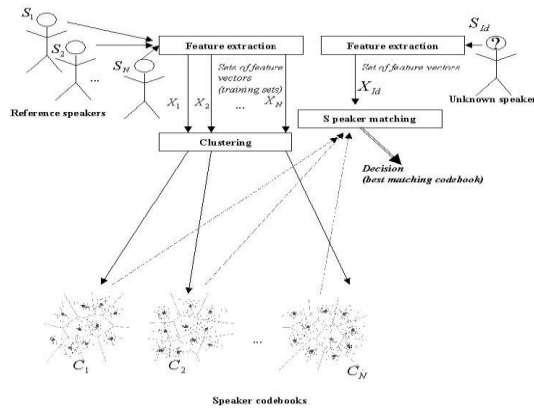 S1
S2
...
SN
Reference speakers
Feature extraction
Sets of feature
vectors
(training sets)
X1 X2 ... XN
Clustering
Feature extraction
Set of feature vectors
XId
SId
?
Unknown speaker
Speaker matching
Decision
(best matching codebook)
C1
C2
...
CN
Speaker codebooks